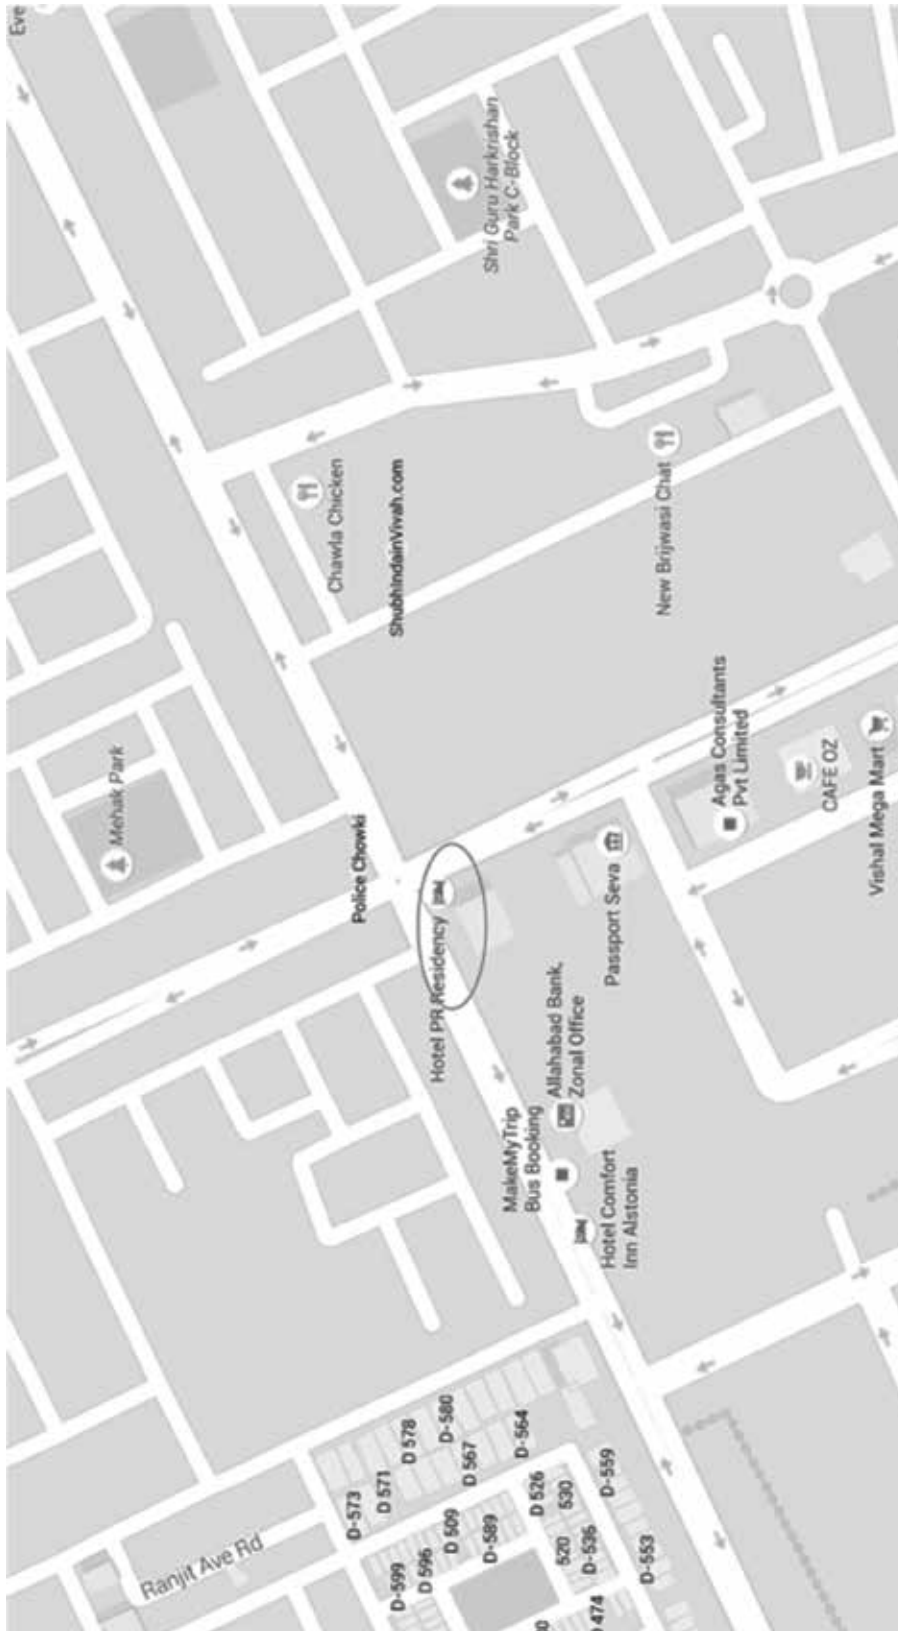 Eve
Shri Guru Harkrishan
Park C-Block
Chawla Chicken
ShubhIndainVivah.com
New Brijwasi Chat
Mehak Park
Police Chowki
Agas Consultants
Pvt Limited
CAFE OZ
Vishal Mega Mart
Hotel PR Residency
Passport Seva
Allahabad Bank,
Zonal Office
MakeMyTrip
Bus Booking
Hotel Comfort
Inn Alstonia
Ranjit Ave Rd
D-573
D 571
D 578
D-580
D 567
D-564
D-599
D 596
D 509
D-589
D 526
530
D-559
520
D-536
D-553
474